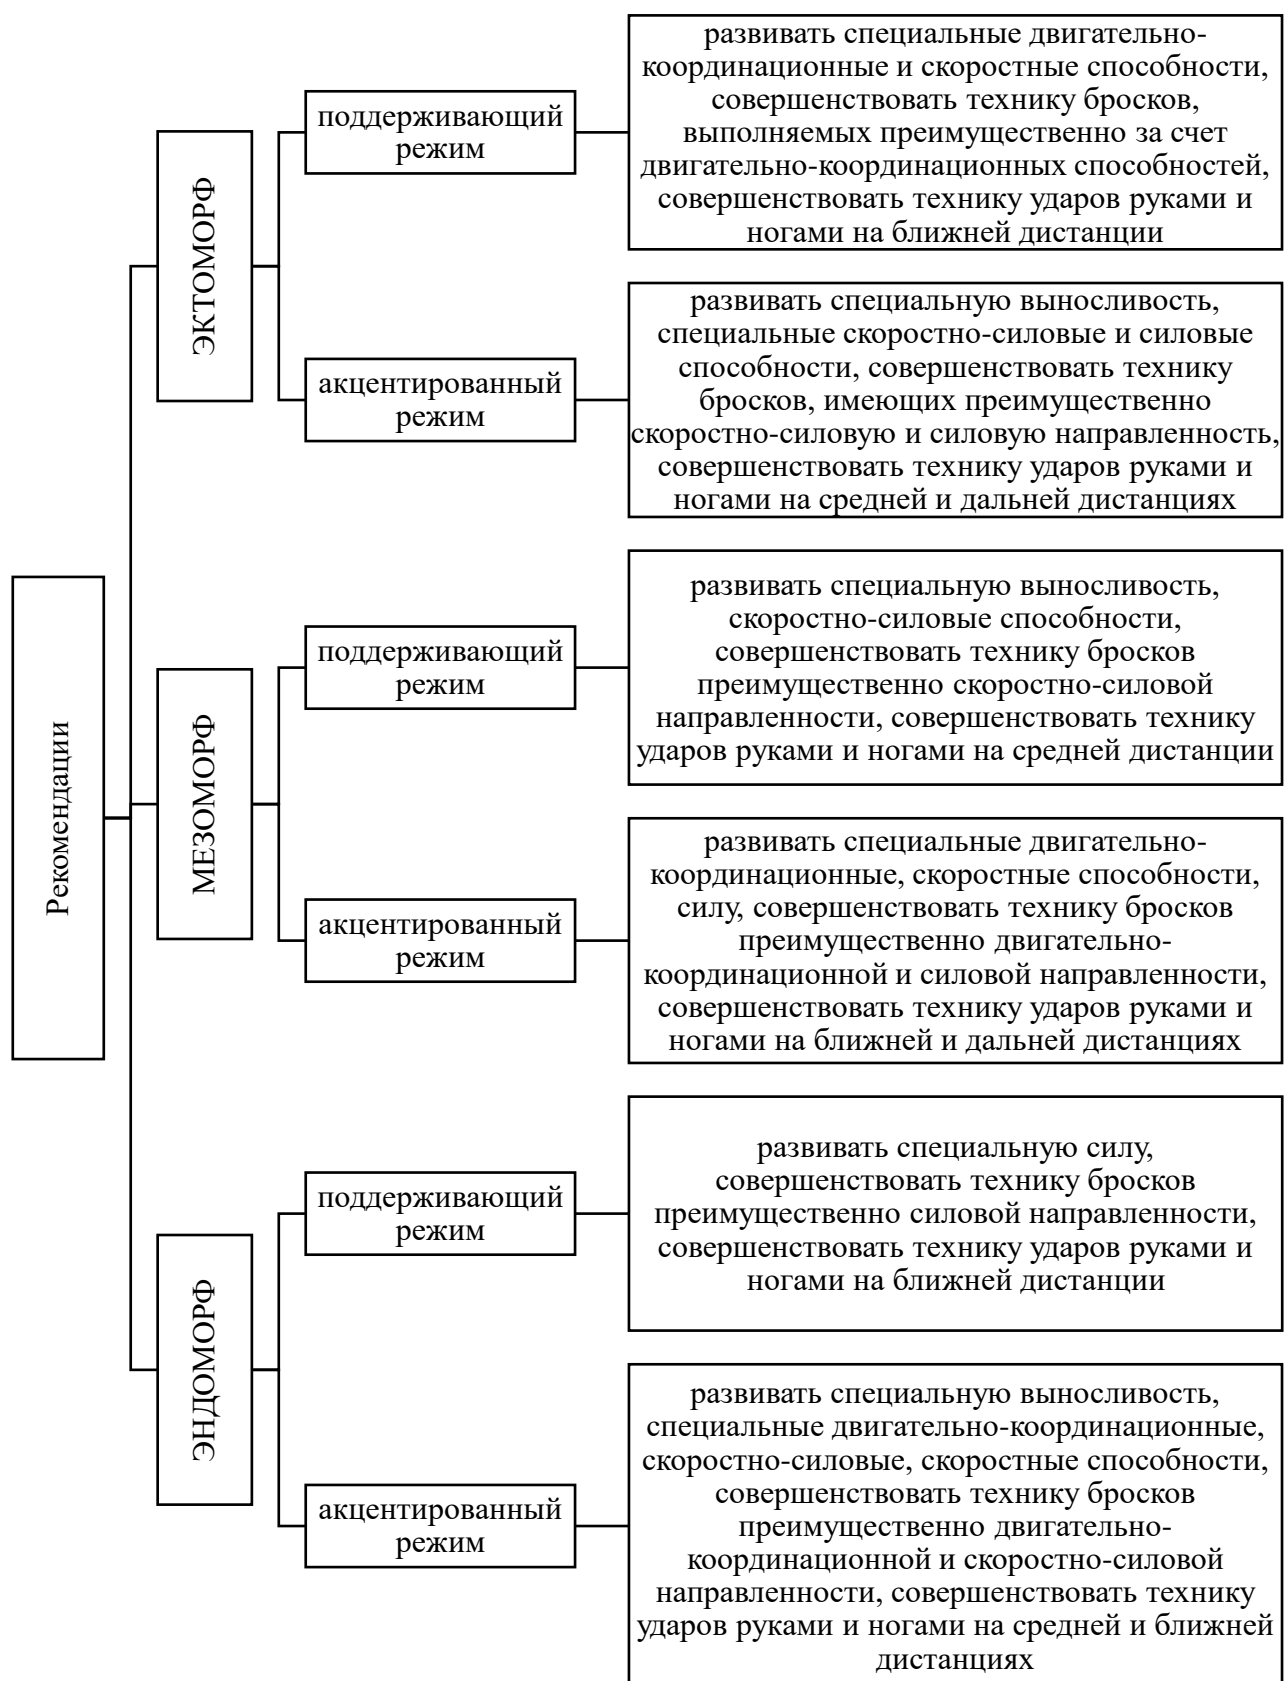 Рекомендации
ЭКТОМОРФ
поддерживающий
режим
развивать специальные двигательно-
координационные и скоростные способности,
совершенствовать технику бросков,
выполняемых преимущественно за счет
двигательно-координационных способностей,
совершенствовать технику ударов руками и
ногами на ближней дистанции
акцентированный
режим
развивать специальную выносливость,
специальные скоростно-силовые и силовые
способности, совершенствовать технику
бросков, имеющих преимущественно
скоростно-силовую и силовую направленность,
совершенствовать технику ударов руками и
ногами на средней и дальней дистанциях
МЕЗОМОРФ
поддерживающий
режим
развивать специальную выносливость,
скоростно-силовые способности,
совершенствовать технику бросков
преимущественно скоростно-силовой
направленности, совершенствовать технику
ударов руками и ногами на средней дистанции
акцентированный
режим
развивать специальные двигательно-
координационные, скоростные способности,
силу, совершенствовать технику бросков
преимущественно двигательно-
координационной и силовой направленности,
совершенствовать технику ударов руками и
ногами на ближней и дальней дистанциях
ЭНДОМОРФ
поддерживающий
режим
развивать специальную силу,
совершенствовать технику бросков
преимущественно силовой направленности,
совершенствовать технику ударов руками и
ногами на ближней дистанции
акцентированный
режим
развивать специальную выносливость,
специальные двигательно-координационные,
скоростно-силовые, скоростные способности,
совершенствовать технику бросков
преимущественно двигательно-
координационной и скоростно-силовой
направленности, совершенствовать технику
ударов руками и ногами на средней и ближней
дистанциях